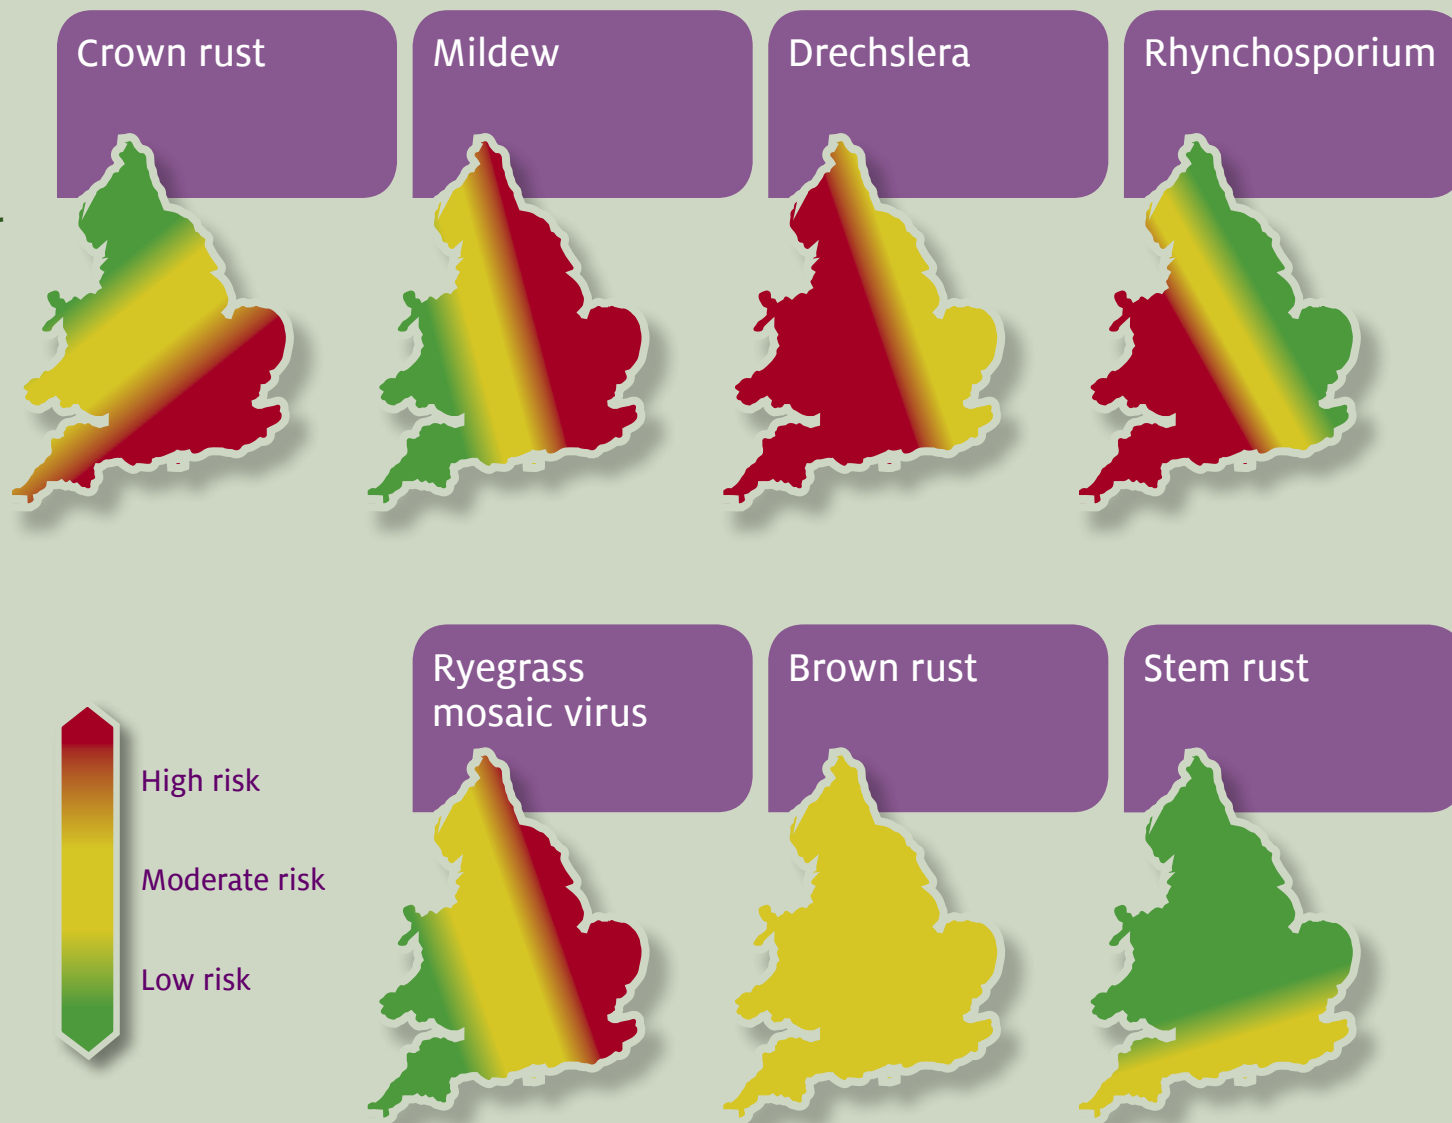 Crown rust
Mildew
Drechslera
Rhynchosporium
Ryegrass
mosaic virus
Brown rust
Stem rust
High risk
Moderate risk
Low risk